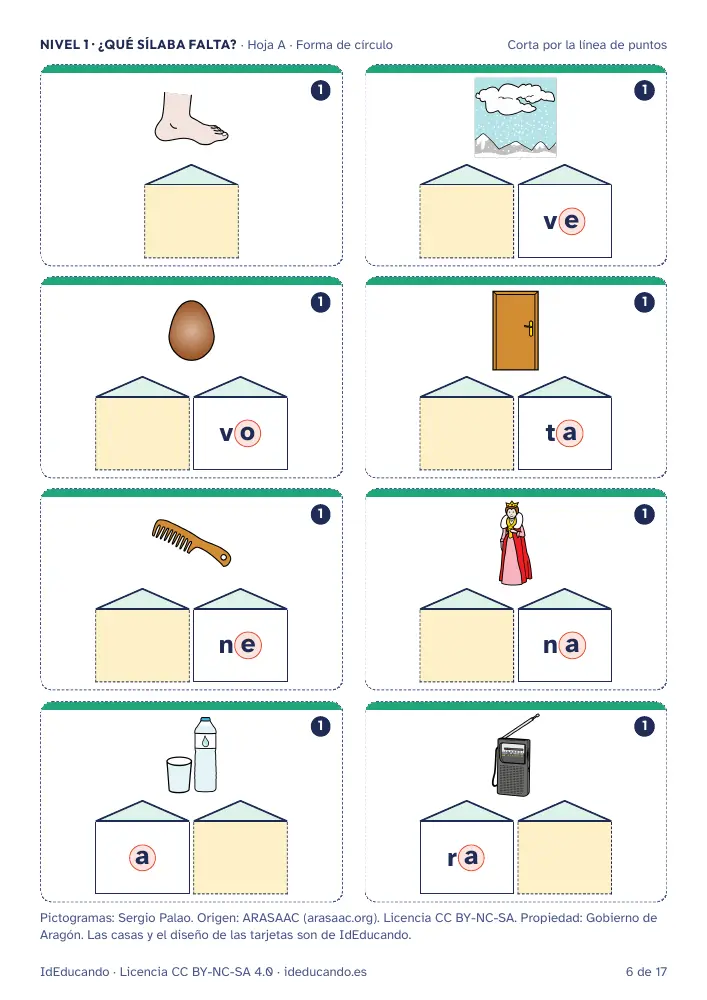 NIVEL 1 · ¿QUÉ SÍLABA FALTA? · Hoja A · Forma de círculo
Corta por la línea de puntos
1
1
ve
1
vo
1
ta
1
ne
1
na
1
a
1
ra
Pictogramas: Sergio Palao. Origen: ARASAAC (arasaac.org). Licencia CC BY-NC-SA. Propiedad: Gobierno de
Aragón. Las casas y el diseño de las tarjetas son de IdEducando.
IdEducando · Licencia CC BY-NC-SA 4.0 · ideducando.es
6 de 17